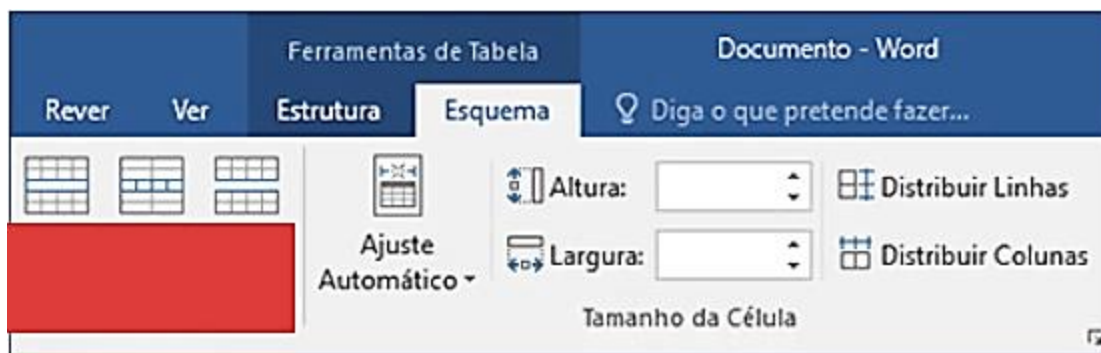 Ferramentas de Tabela Documento - Word
Rever Ver Estrutura Esquema Diga o que pretende fazer...
Ajuste Automático
Altura:
Largura:
Distribuir Linhas
Distribuir Colunas
Tamanho da Célula